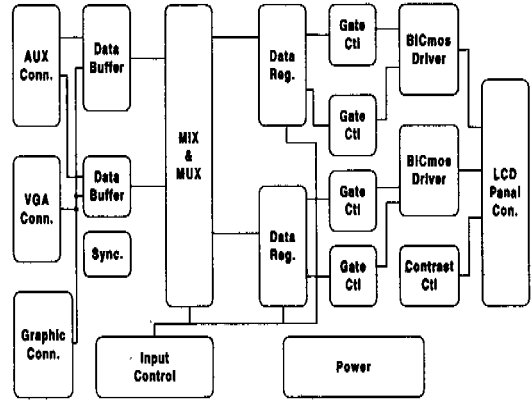 AUX
Conn.
Data
Buffer
MIX
&
MUX
Data
Reg.
Gate
Ctl
BICmos
Driver
Gate
Ctl
VGA
Conn.
Data
Buffer
Gate
Ctl
BICmos
Driver
LCD
Panal
Con.
Sync.
Data
Reg.
Gate
Ctl
Contrast
Ctl
Graphic
Conn.
Input
Control
Power